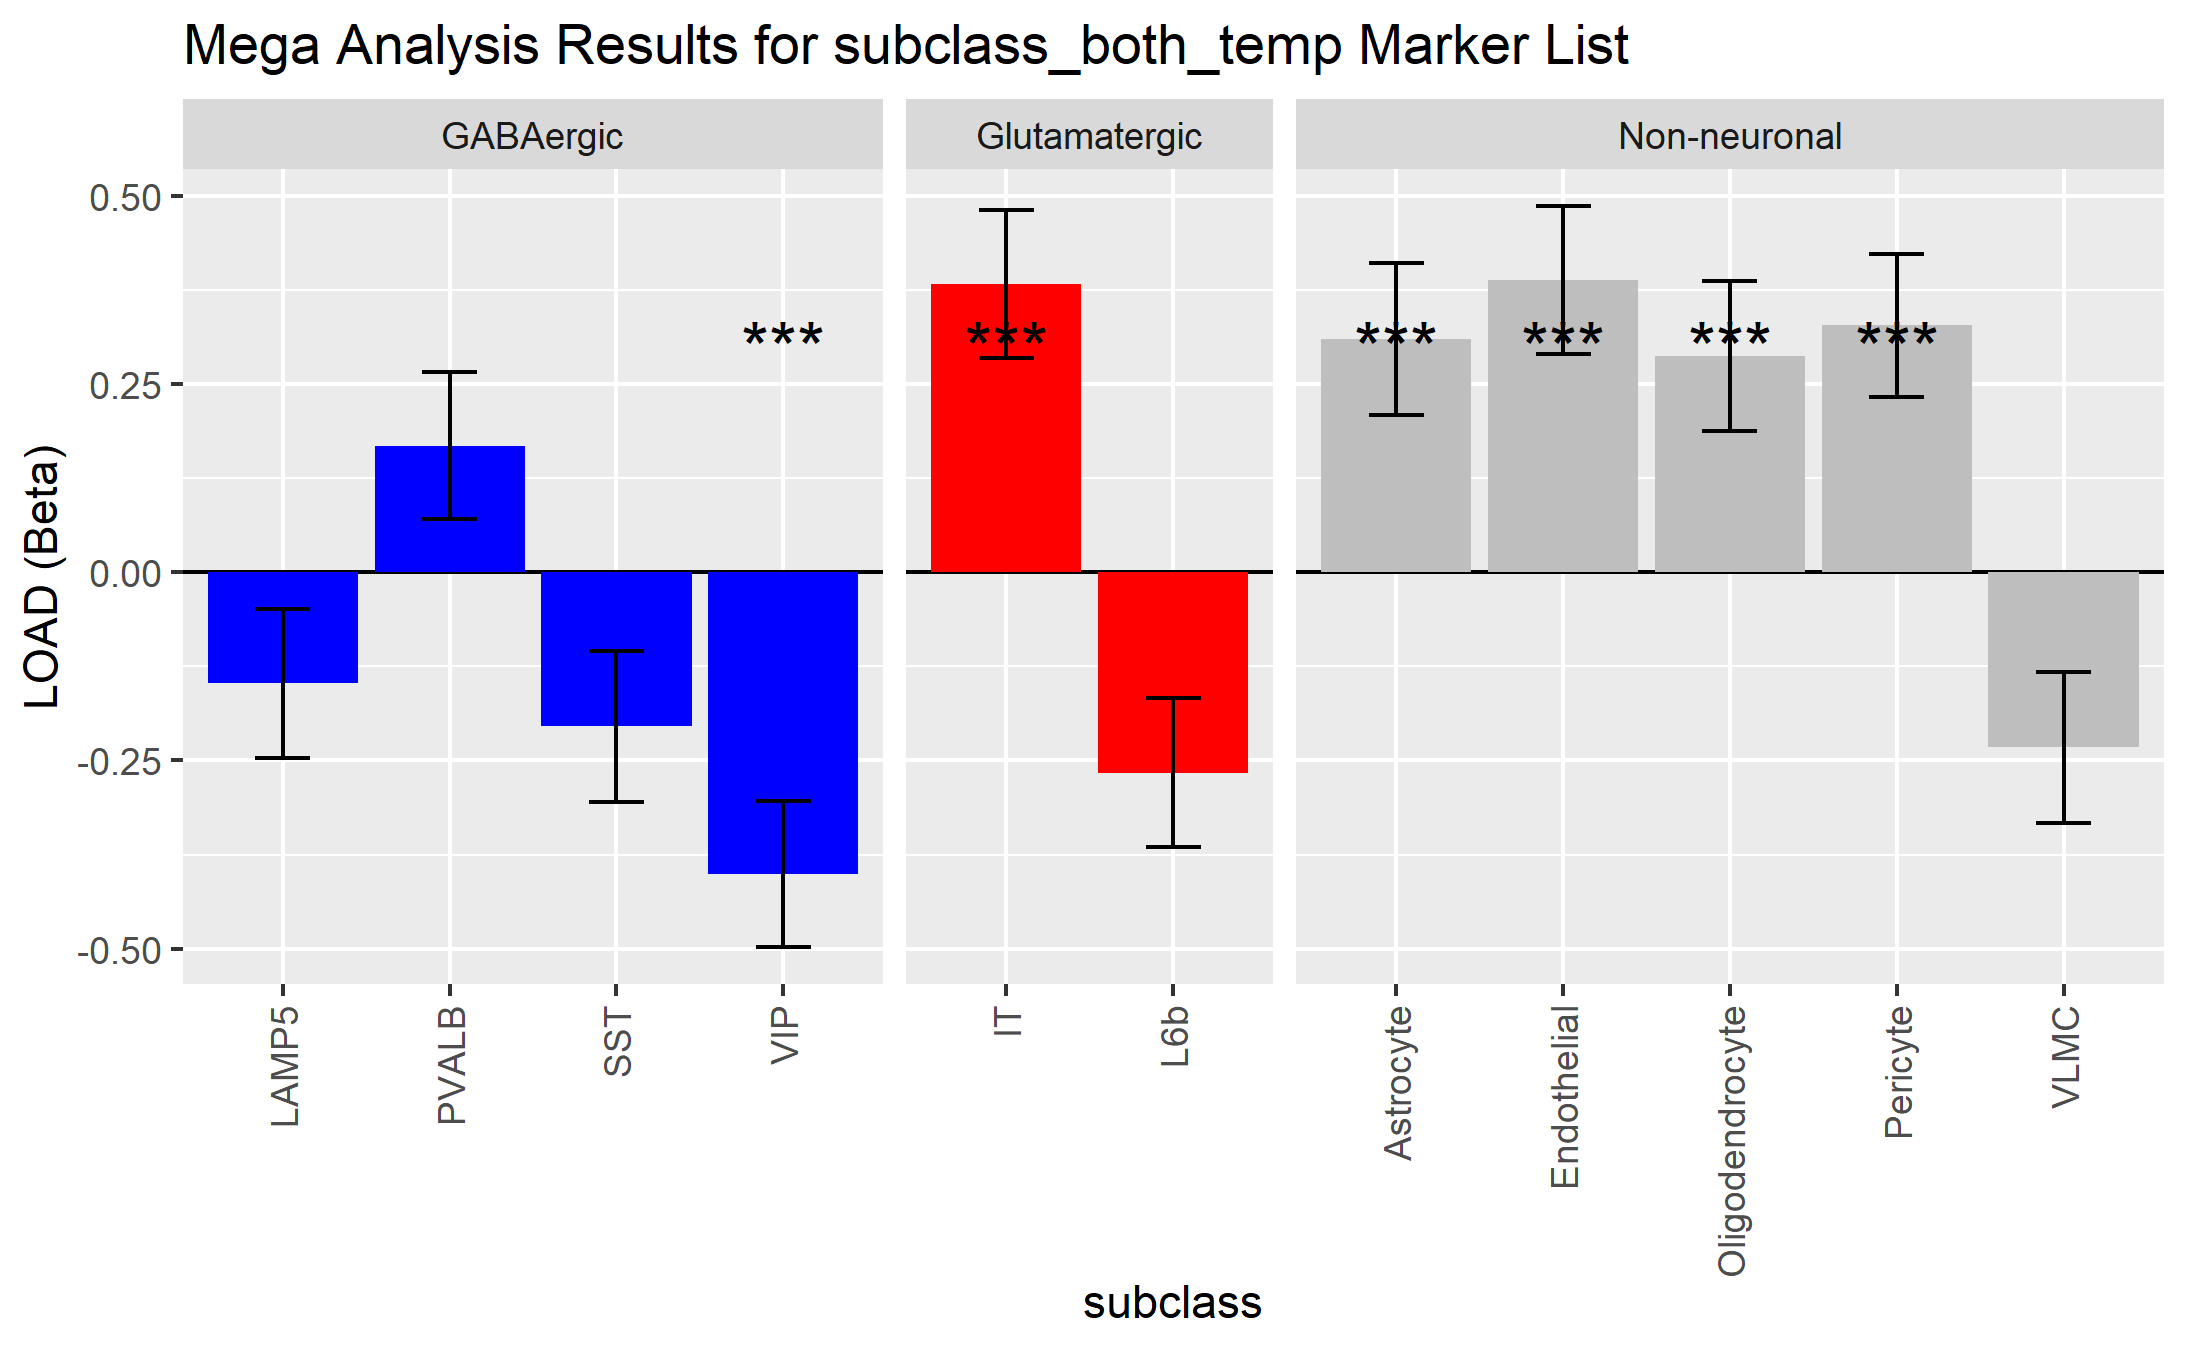 Mega Analysis Results for subclass_both_temp Marker List
GABAergic
Glutamatergic
Non-neuronal
LOAD (Beta)
0.50
0.25
0.00
-0.25
-0.50
***
***
***
***
***
***
LAMP5
PVALB
SST
VIP
IT
L6b
Astrocyte
Endothelial
Oligodendrocyte
Pericyte
VLMC
subclass